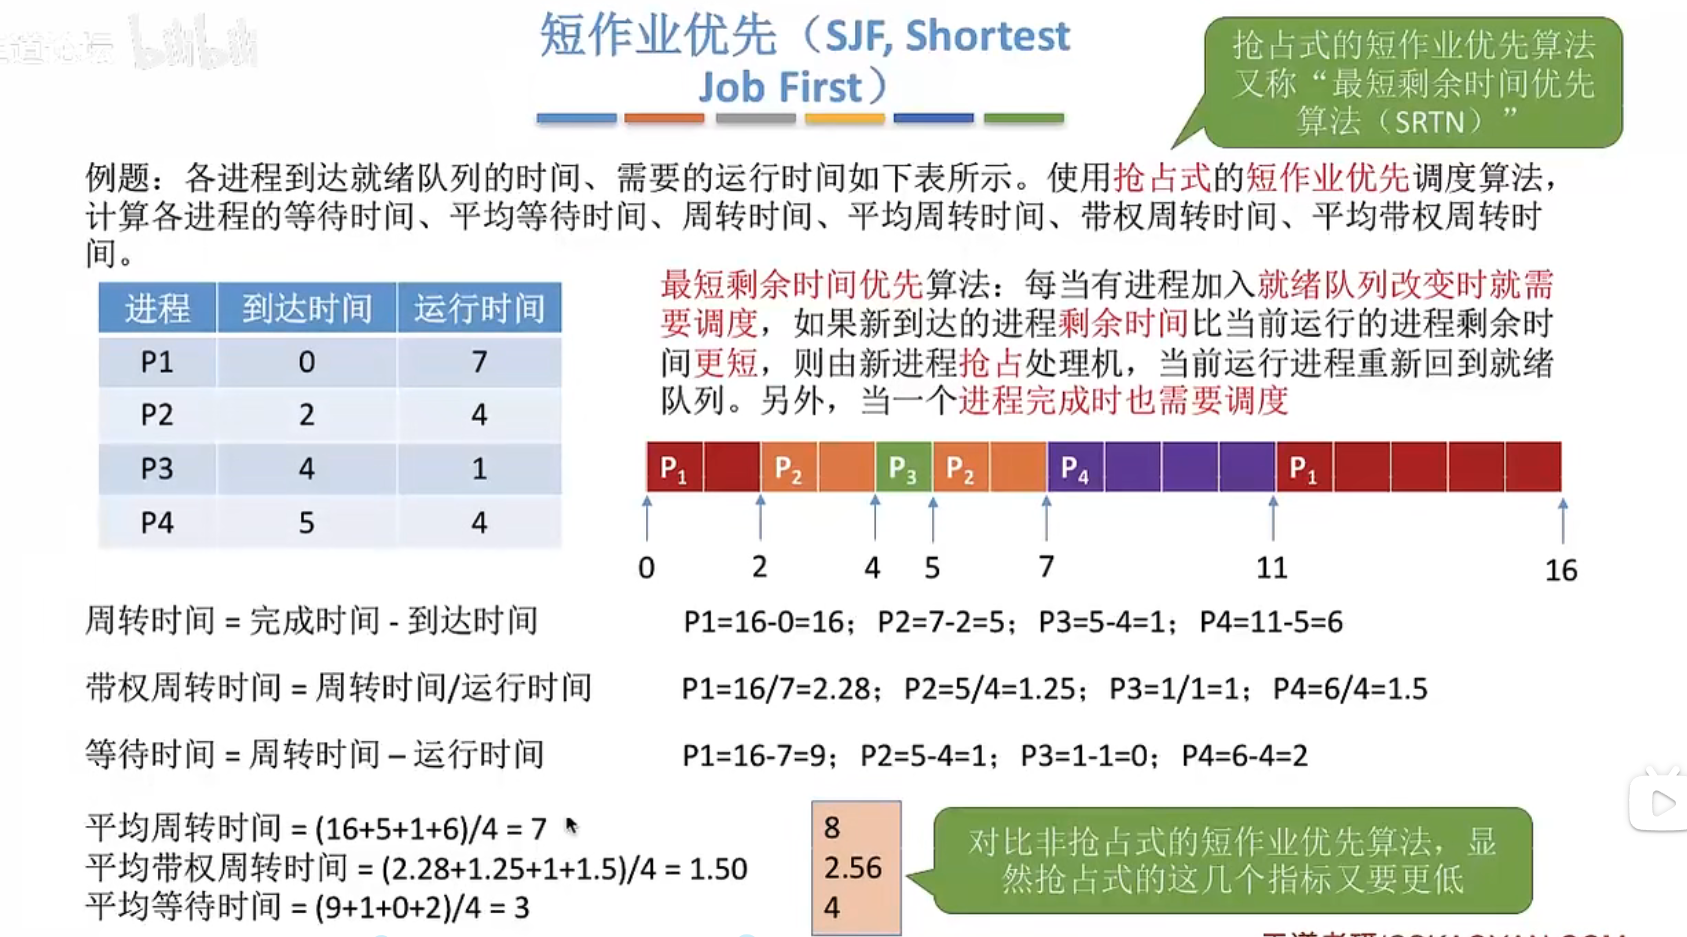 短作业优先（SJF, Shortest
Job First）
抢占式的短作业优先算法
又称“最短剩余时间优先
算法（SRTN）”
例题：各进程到达就绪队列的时间、需要的运行时间如下表所示。使用抢占式的短作业优先调度算法，
计算各进程的等待时间、平均等待时间、周转时间、平均周转时间、带权周转时间、平均带权周转时
间。
进程 到达时间 运行时间
P1 0 7
P2 2 4
P3 4 1
P4 5 4
最短剩余时间优先算法：每当有进程加入就绪队列改变时就需
要调度，如果新到达的进程剩余时间比当前运行的进程剩余时
间更短，则由新进程抢占处理机，当前运行进程重新回到就绪
队列。另外，当一个进程完成时也需要调度
P1 P2 P3 P2 P4 P1
0 2 4 5 7 11 16
周转时间 = 完成时间 - 到达时间 P1=16-0=16；P2=7-2=5；P3=5-4=1；P4=11-5=6
带权周转时间 = 周转时间/运行时间 P1=16/7=2.28；P2=5/4=1.25；P3=1/1=1；P4=6/4=1.5
等待时间 = 周转时间 – 运行时间 P1=16-7=9；P2=5-4=1；P3=1-1=0；P4=6-4=2
平均周转时间 = (16+5+1+6)/4 = 7
平均带权周转时间 = (2.28+1.25+1+1.5)/4 = 1.50
平均等待时间 = (9+1+0+2)/4 = 3
8
2.56
4
对比非抢占式的短作业优先算法，显
然抢占式的这几个指标又要更低